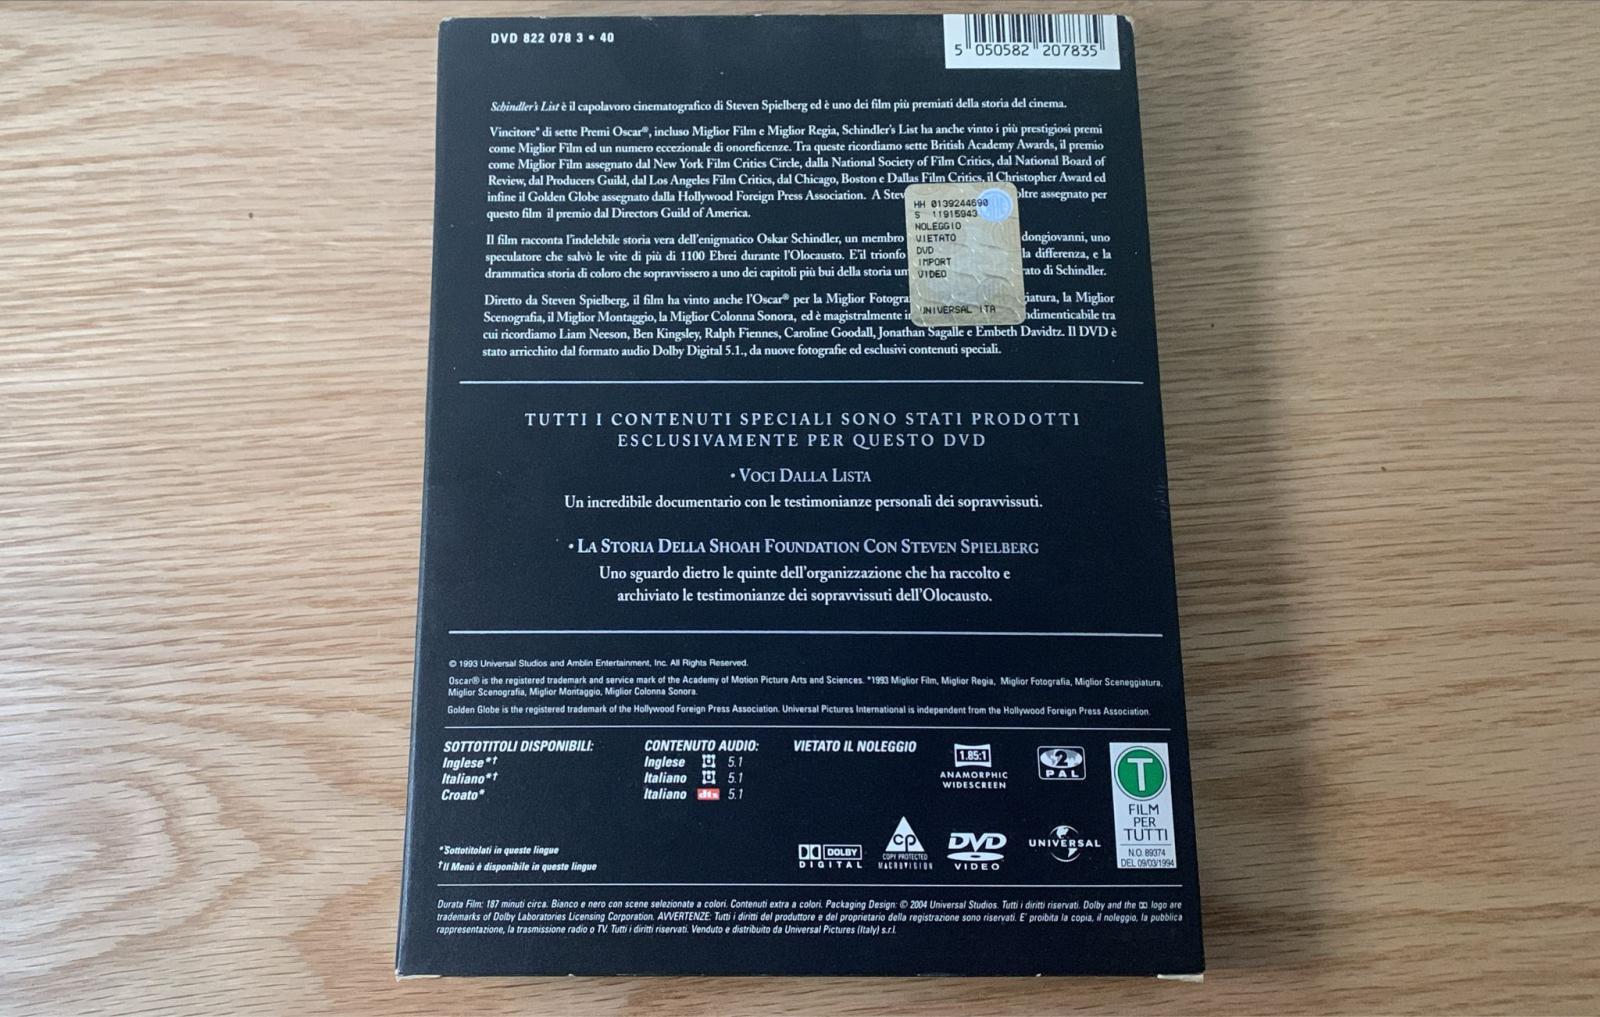 DVD 822 078 3 • 40
5 050582 207835
Schindler's List è il capolavoro cinematografico di Steven Spielberg ed è uno dei film più premiati della storia del cinema.
Vincitore* di sette Premi Oscar®, incluso Miglior Film e Miglior Regia, Schindler's List ha anche vinto i più prestigiosi premi
come Miglior Film ed un numero eccezionale di onoreficenze. Tra queste ricordiamo sette British Academy Awards, il premio
come Miglior Film assegnato dal New York Film Critics Circle, dalla National Society of Film Critics, dal National Board of
Review, dal Producers Guild, dal Los Angeles Film Critics, dal Chicago, Boston e Dallas Film Critics, il Christopher Award ed
infine il Golden Globe assegnato dalla Hollywood Foreign Press Association. A Stev oltre assegnato per
questo film il premio dal Directors Guild of America.
HH 0139244690
S 11915943
NOLEGGIO
VIETATO
DVD
IMPORT
VIDEO
UNIVERSAL ITA
Il film racconta l'indelebile storia vera dell'enigmatico Oskar Schindler, un membro dongiovanni, uno
speculatore che salvò le vite di più di 1100 Ebrei durante l'Olocausto. E'il trionfo la differenza, e la
drammatica storia di coloro che sopravvissero a uno dei capitoli più bui della storia um ato di Schindler.
Diretto da Steven Spielberg, il film ha vinto anche l'Oscar® per la Miglior Fotogra iatura, la Miglior
Scenografia, il Miglior Montaggio, la Miglior Colonna Sonora, ed è magistralmente i ndimenticabile tra
cui ricordiamo Liam Neeson, Ben Kingsley, Ralph Fiennes, Caroline Goodall, Jonathan Sagalle e Embeth Davidtz. Il DVD è
stato arricchito dal formato audio Dolby Digital 5.1., da nuove fotografie ed esclusivi contenuti speciali.
TUTTI I CONTENUTI SPECIALI SONO STATI PRODOTTI
ESCLUSIVAMENTE PER QUESTO DVD
• VOCI DALLA LISTA
Un incredibile documentario con le testimonianze personali dei sopravvissuti.
• LA STORIA DELLA SHOAH FOUNDATION CON STEVEN SPIELBERG
Uno sguardo dietro le quinte dell'organizzazione che ha raccolto e
archiviato le testimonianze dei sopravvissuti dell'Olocausto.
© 1993 Universal Studios and Amblin Entertainment, Inc. All Rights Reserved.
Oscar® is the registered trademark and service mark of the Academy of Motion Picture Arts and Sciences. *1993 Miglior Film, Miglior Regia, Miglior Fotografia, Miglior Sceneggiatura,
Miglior Scenografia, Miglior Montaggio, Miglior Colonna Sonora.
Golden Globe is the registered trademark of the Hollywood Foreign Press Association. Universal Pictures International is independent from the Hollywood Foreign Press Association.
SOTTOTITOLI DISPONIBILI:
Inglese*†
Italiano*†
Croato*
*Sottotitolati in queste lingue
†Il Menù è disponibile in queste lingue
CONTENUTO AUDIO:
Inglese 5.1
Italiano 5.1
Italiano dts 5.1
VIETATO IL NOLEGGIO
1.85:1
ANAMORPHIC
WIDESCREEN
2
PAL
T
FILM
PER
TUTTI
N.O. 89374
DEL 09/03/1994
DOLBY
DIGITAL
CP
COPY PROTECTED
MACROVISION
DVD
VIDEO
UNIVERSAL
Durata Film: 187 minuti circa. Bianco e nero con scene selezionate a colori. Contenuti extra a colori. Packaging Design: © 2004 Universal Studios. Tutti i diritti riservati. Dolby and the logo are
trademarks of Dolby Laboratories Licensing Corporation. AVVERTENZE: Tutti i diritti del produttore e del proprietario della registrazione sono riservati. E' proibita la copia, il noleggio, la pubblica
rappresentazione, la trasmissione radio o TV. Tutti i diritti riservati. Venduto e distribuito da Universal Pictures (Italy) s.r.l.